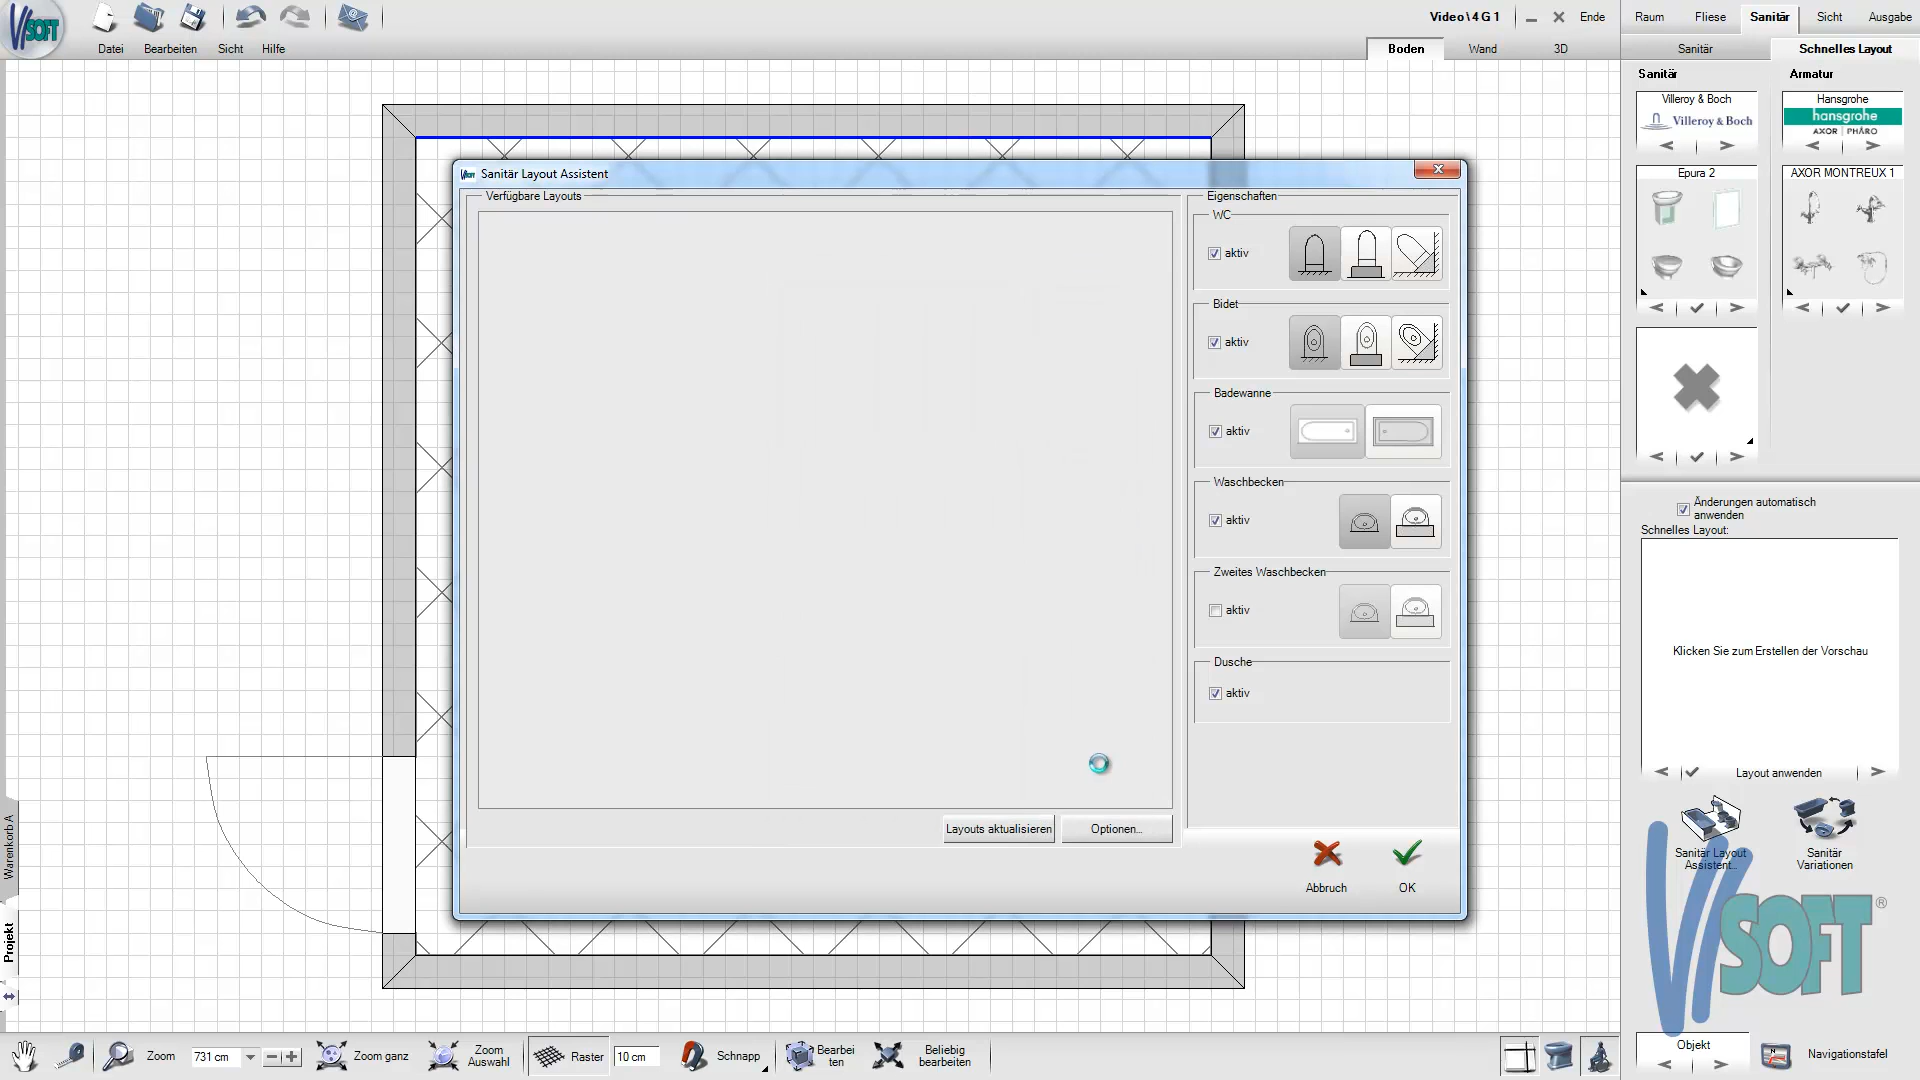 VISOFT
Datei
Bearbeiten
Sicht
Hilfe
Video\4 G 1
Ende
Boden
Wand
3D
Raum
Fliese
Sanitär
Sicht
Ausgabe
Sanitär
Schnelles Layout
Sanitär
Armatur
Villeroy & Boch
Villeroy & Boch
Hansgrohe
hansgrohe
AXOR PHARO
Epura 2
AXOR MONTREUX 1
Änderungen automatisch
anwenden
Schnelles Layout:
Klicken Sie zum Erstellen der Vorschau
Layout anwenden
Sanitär Layout
Assistent...
Sanitär
Variationen
VISOFT®
Objekt
Navigationstafel
Sanitär Layout Assistent
Verfügbare Layouts
Eigenschaften
WC
aktiv
Bidet
aktiv
Badewanne
aktiv
Waschbecken
aktiv
Zweites Waschbecken
aktiv
Dusche
aktiv
Layouts aktualisieren
Optionen...
Abbruch
OK
Warenkorb A
Projekt
Zoom
731 cm
Zoom ganz
Zoom
Auswahl
Raster
10 cm
Schnapp
Bearbei
ten
Beliebig
bearbeiten